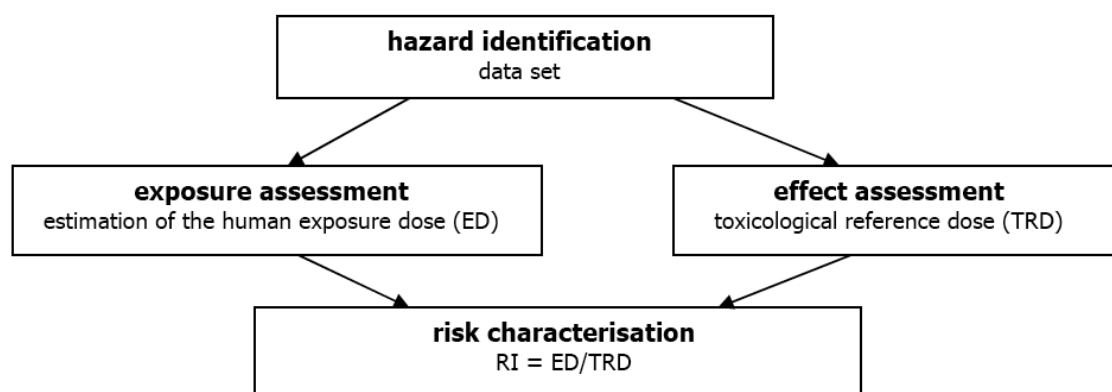 hazard identification
data set
exposure assessment
estimation of the human exposure dose (ED)
effect assessment
toxicological reference dose (TRD)
risk characterisation
RI = ED/TRD